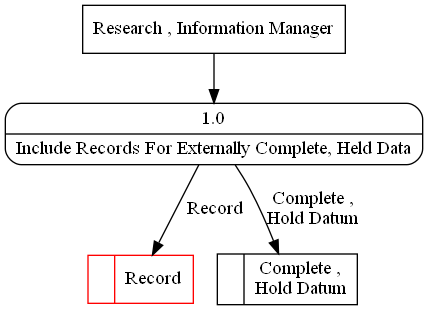 Research , Information Manager
1.0
Include Records For Externally Complete, Held Data
Record
Complete ,
Hold Datum
Record
Complete ,
Hold Datum